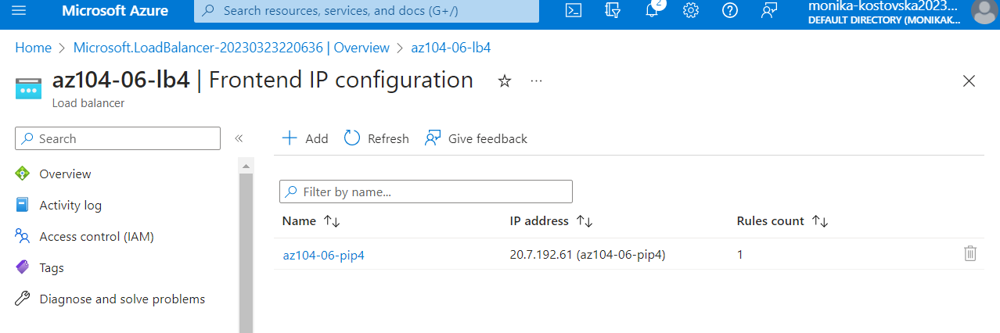 Microsoft Azure
Search resources, services, and docs (G+/)
2
monika-kostovska2023...
DEFAULT DIRECTORY (MONIKAK...
Home > Microsoft.LoadBalancer-20230323220636 | Overview > az104-06-lb4
az104-06-lb4 | Frontend IP configuration
Load balancer
Search
Add Refresh Give feedback
Overview
Activity log
Access control (IAM)
Tags
Diagnose and solve problems
Filter by name...
Name IP address Rules count
az104-06-pip4 20.7.192.61 (az104-06-pip4) 1